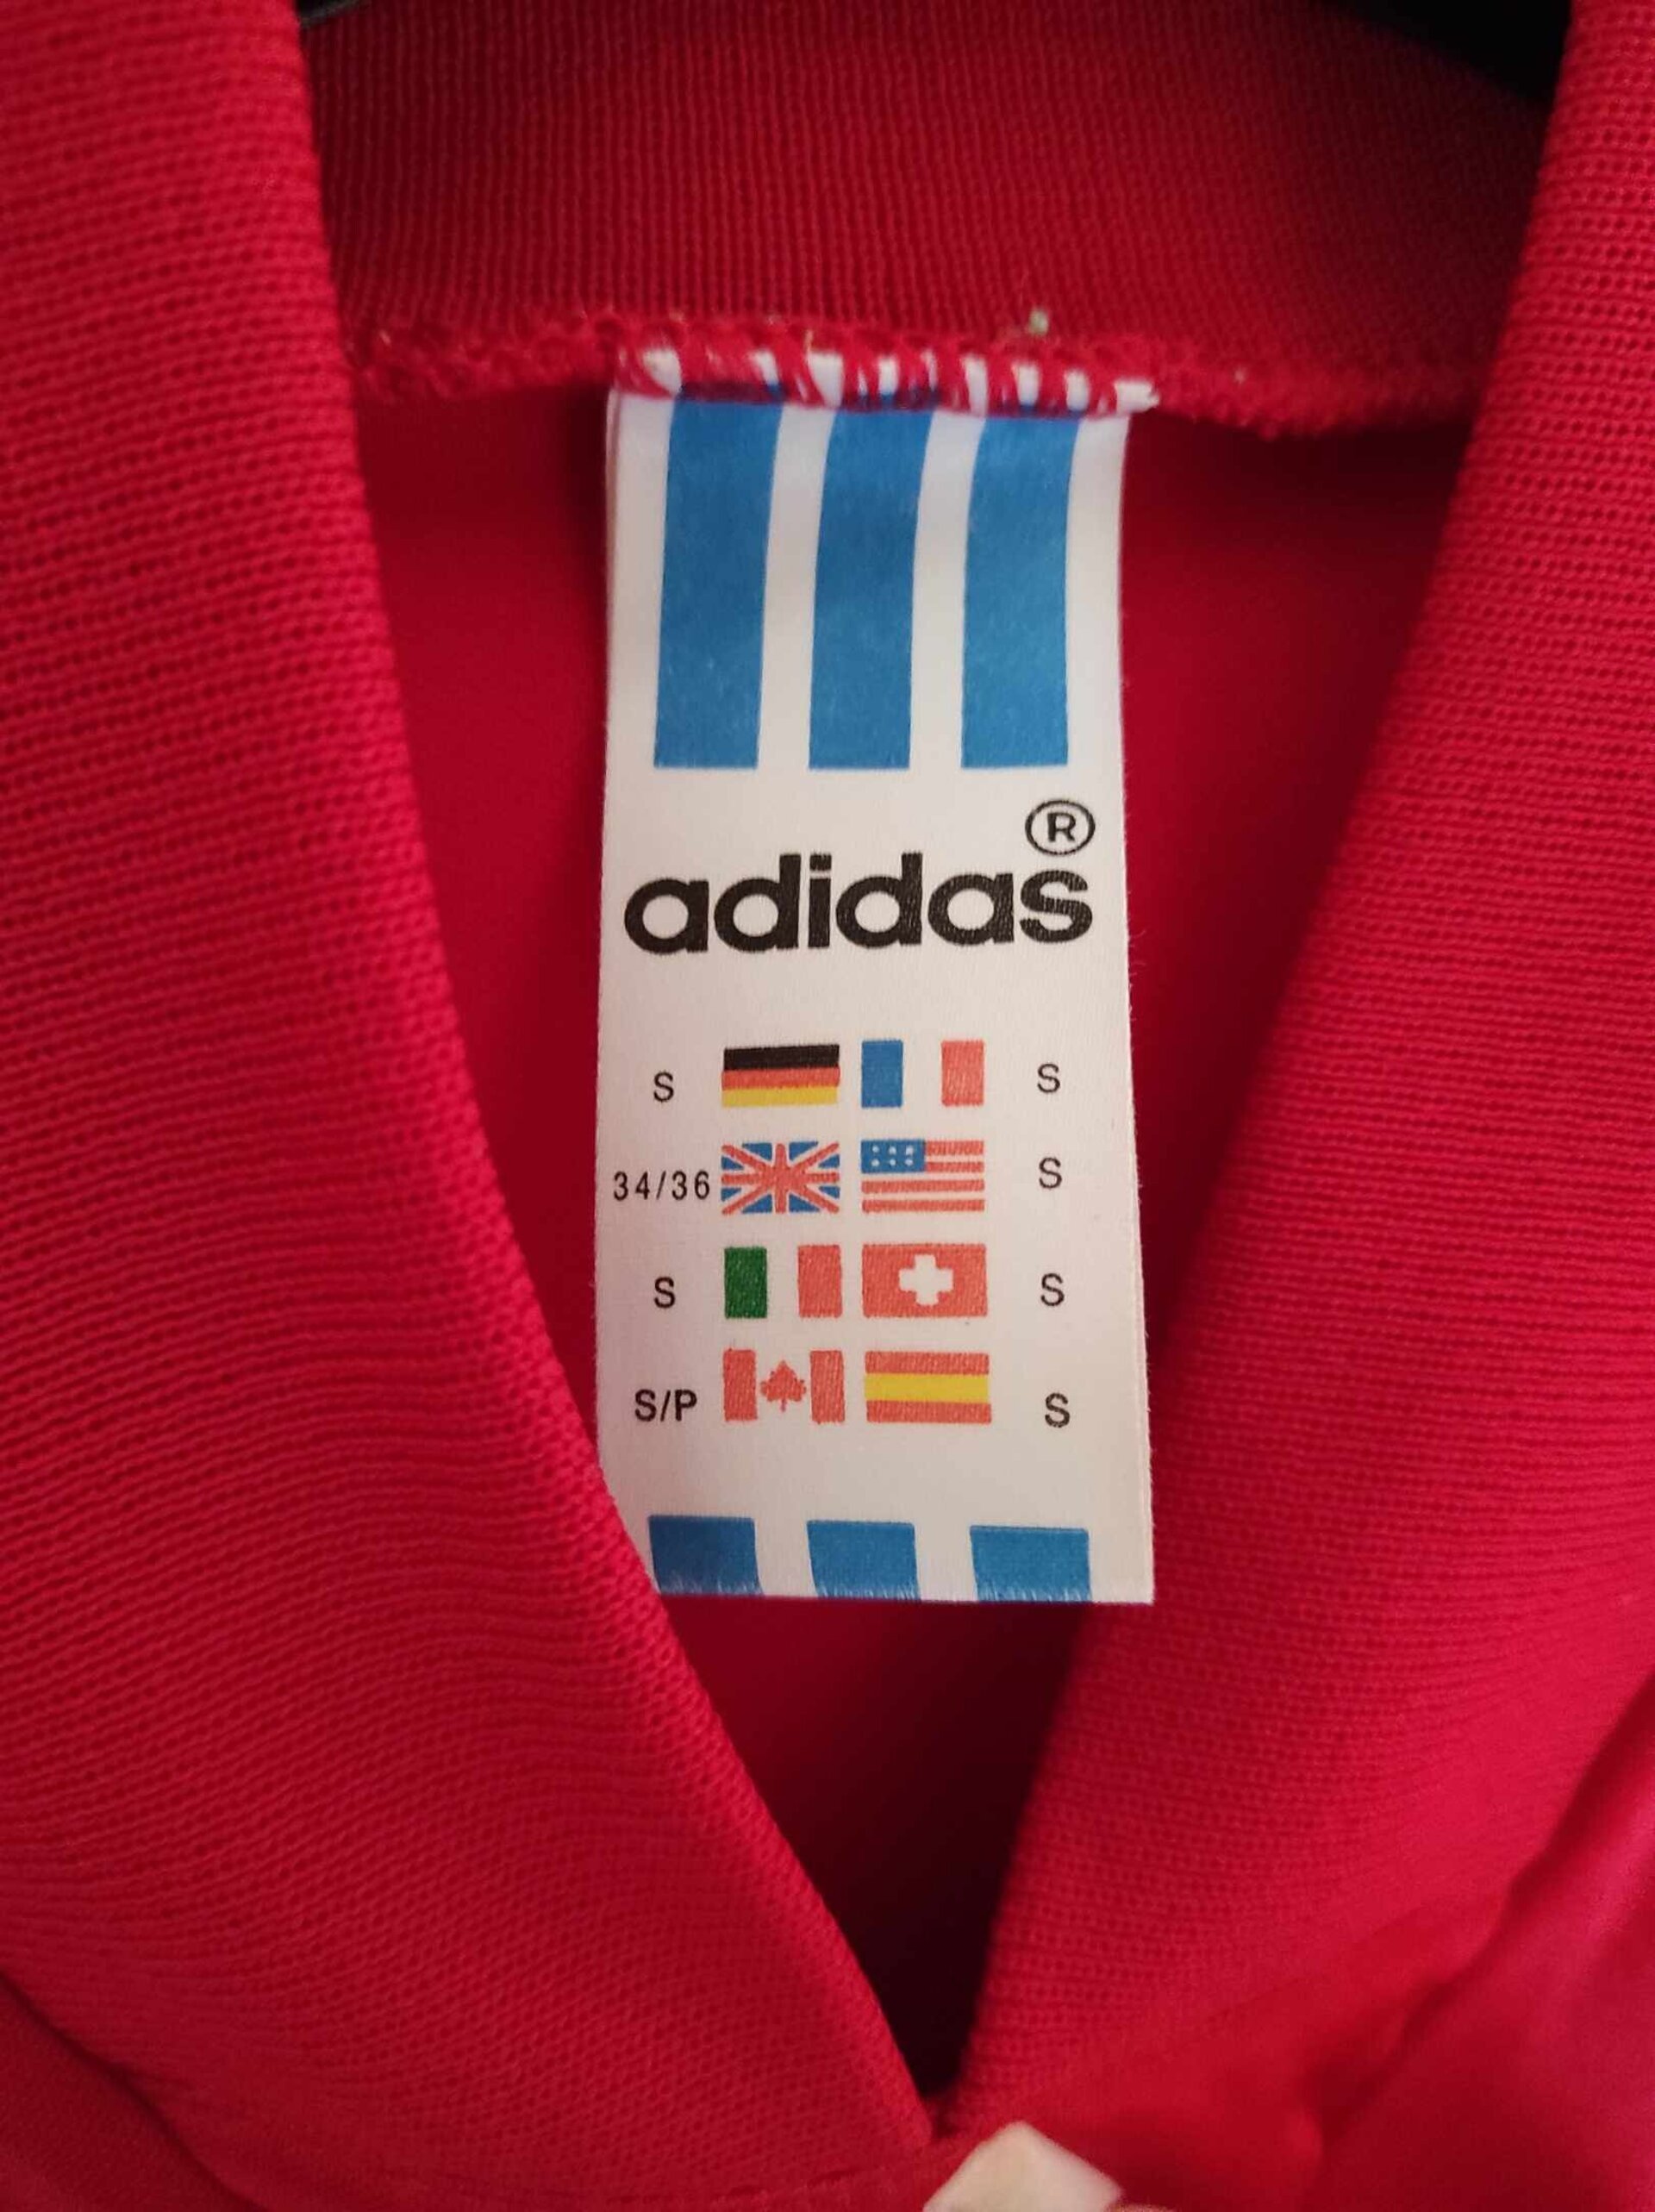 ®
adidas
S S
34/36 S
S S
S/P S